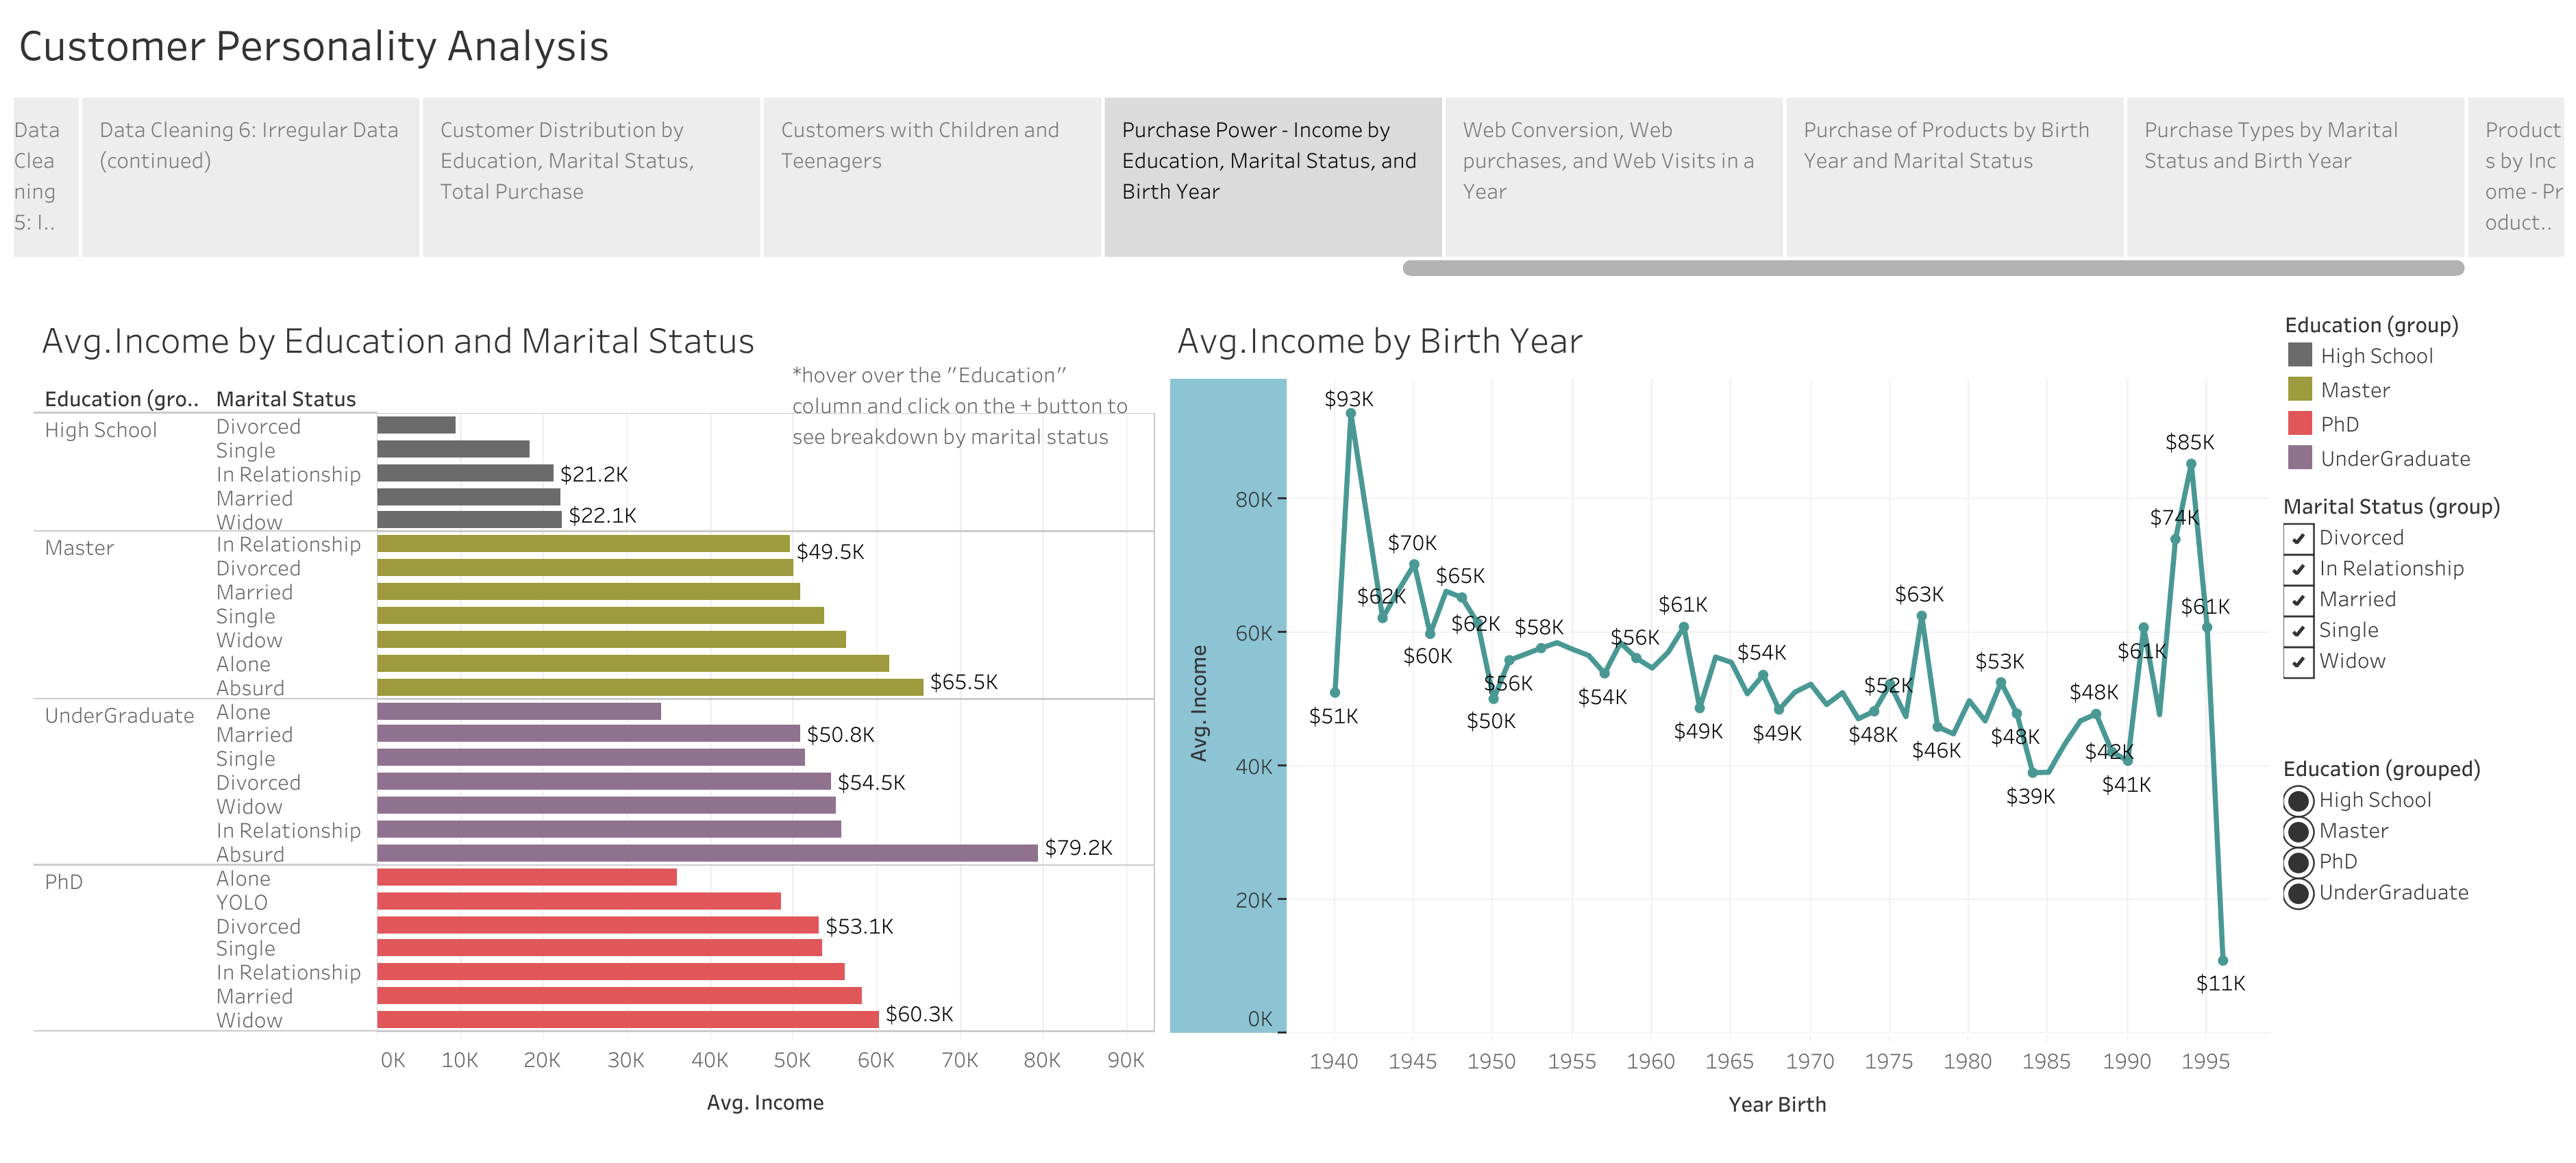 Customer Personality Analysis
Data
Clea
ning
5: I..
Data Cleaning 6: Irregular Data
(continued)
Customer Distribution by
Education, Marital Status,
Total Purchase
Customers with Children and
Teenagers
Purchase Power - Income by
Education, Marital Status, and
Birth Year
Web Conversion, Web
purchases, and Web Visits in a
Year
Purchase of Products by Birth
Year and Marital Status
Purchase Types by Marital
Status and Birth Year
Product
s by Inc
ome - Pr
oduct..
Avg.Income by Education and Marital Status
*hover over the "Education"
column and click on the + button to
see breakdown by marital status
Education (gro.. Marital Status
High School
Divorced
Single
In Relationship $21.2K
Married
Widow $22.1K
Master
In Relationship $49.5K
Divorced
Married
Single
Widow
Alone
Absurd $65.5K
UnderGraduate
Alone
Married $50.8K
Single
Divorced $54.5K
Widow
In Relationship
Absurd $79.2K
PhD
Alone
YOLO
Divorced $53.1K
Single
In Relationship
Married
Widow $60.3K
0K 10K 20K 30K 40K 50K 60K 70K 80K 90K
Avg. Income
Avg.Income by Birth Year
Avg. Income
80K
60K
40K
20K
0K
$51K
$93K
$62K
$70K
$60K
$65K
$62K
$50K
$56K
$58K
$54K
$56K
$61K
$49K
$54K
$49K
$48K
$52K
$63K
$46K
$53K
$48K
$39K
$48K
$42K
$41K
$61K
$74K
$85K
$61K
$11K
1940 1945 1950 1955 1960 1965 1970 1975 1980 1985 1990 1995
Year Birth
Education (group)
High School
Master
PhD
UnderGraduate
Marital Status (group)
Divorced
In Relationship
Married
Single
Widow
Education (grouped)
High School
Master
PhD
UnderGraduate